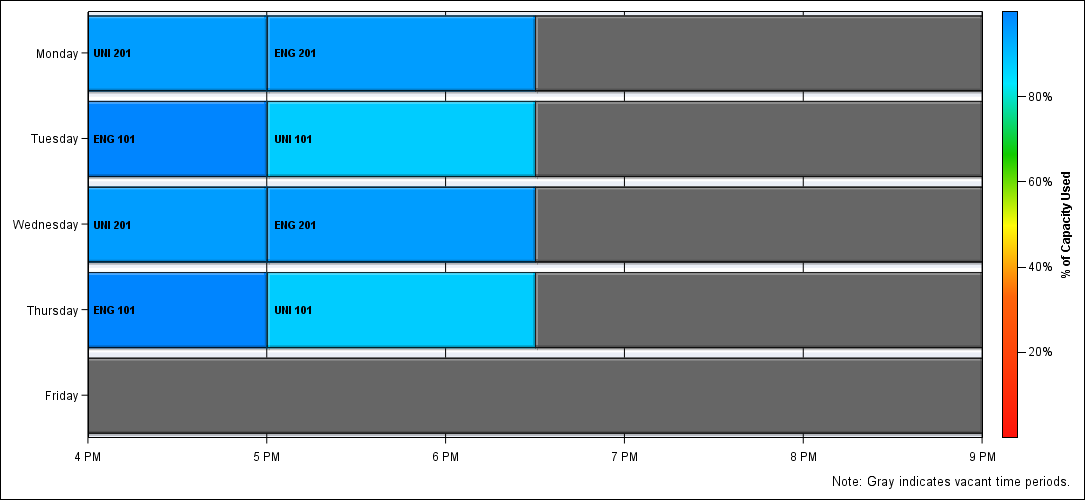 Monday
UNI 201
ENG 201
Tuesday
ENG 101
UNI 101
Wednesday
UNI 201
ENG 201
Thursday
ENG 101
UNI 101
Friday
4 PM
5 PM
6 PM
7 PM
8 PM
9 PM
80%
60%
40%
20%
% of Capacity Used
Note: Gray indicates vacant time periods.